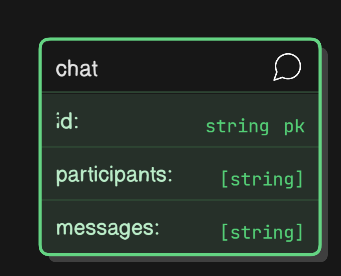 chat
id: string pk
participants: [string]
messages: [string]